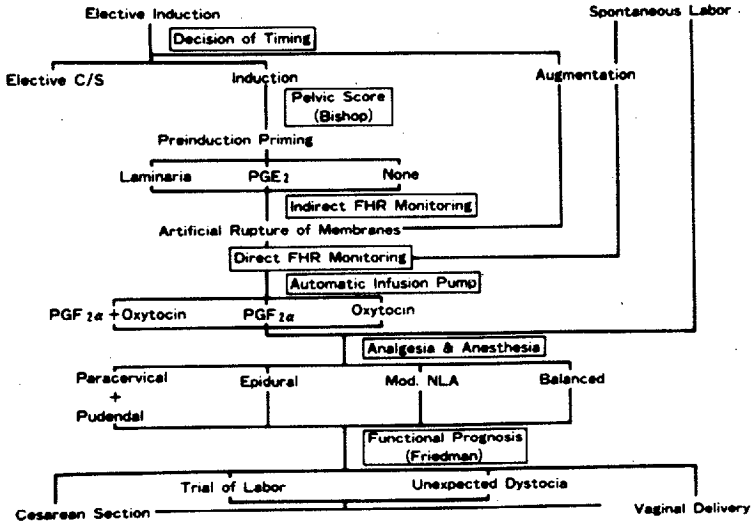 Elective Induction
Spontaneous Labor
Decision of Timing
Elective C/S
Induction
Augmentation
Pelvic Score
(Bishop)
Preinduction Priming
Laminaria
PGE₂
None
Indirect FHR Monitoring
Artificial Rupture of Membranes
Direct FHR Monitoring
Automatic Infusion Pump
PGF₂α + Oxytocin
PGF₂α
Oxytocin
Analgesia & Anesthesia
Paracervical
+
Pudendal
Epidural
Mod. NLA
Balanced
Functional Prognosis
(Friedman)
Trial of Labor
Unexpected Dystocia
Cesarean Section
Vaginal Delivery